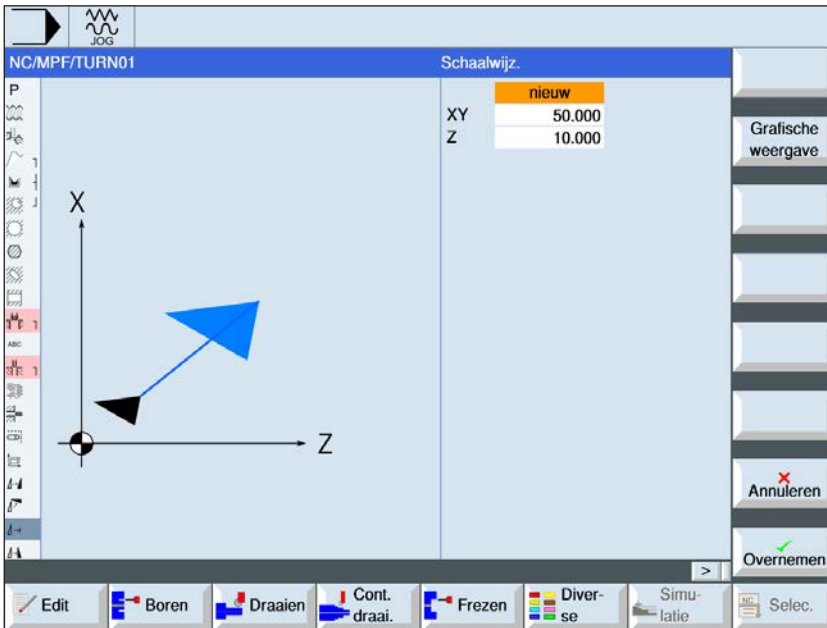 JOG
NC/MPF/TURN01
Schaalwijz.
nieuw
XY 50.000
Z 10.000
P
ABC
X
Z
Grafische
weergave
Annuleren
Overnemen
>
Edit
Boren
Draaien
Cont.
draai.
Frezen
Diver-
se
Simu-
latie
NC
Selec.